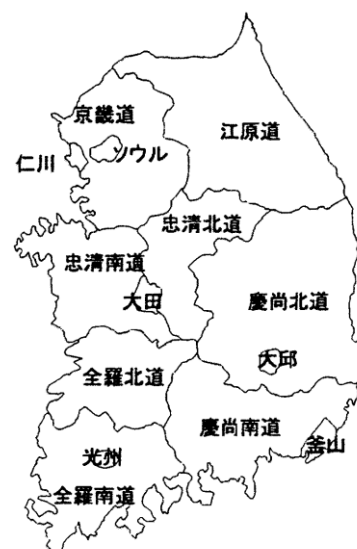 京畿道
江原道
仁川
ソウル
忠清北道
忠清南道
大田
慶尚北道
全羅北道
大邱
慶尚南道
釜山
光州
全羅南道